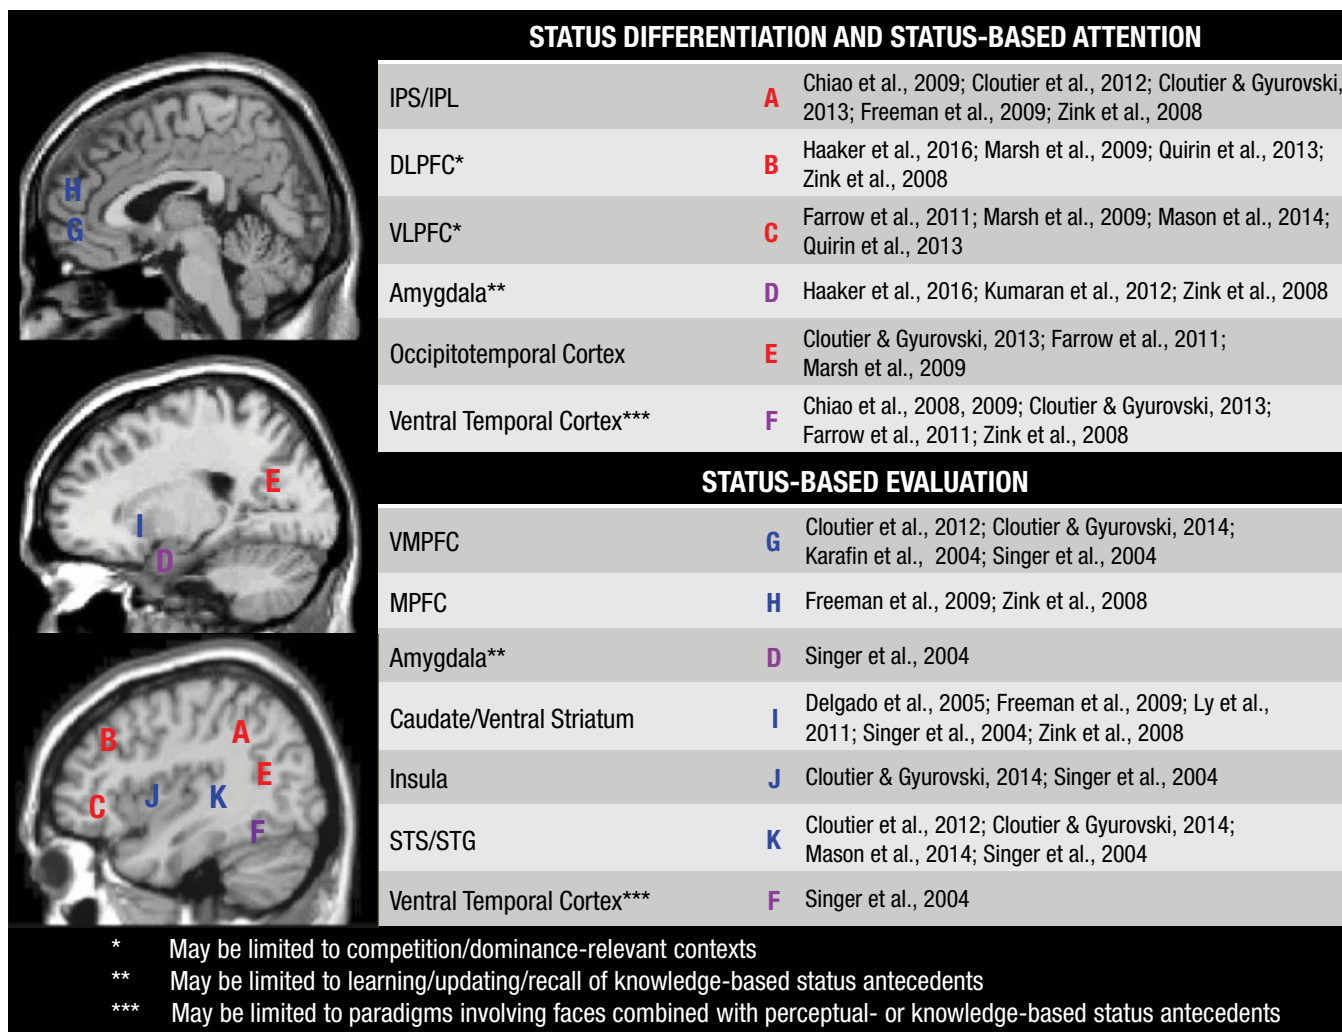 STATUS DIFFERENTIATION AND STATUS-BASED ATTENTION
IPS/IPL A Chiao et al., 2009; Cloutier et al., 2012; Cloutier & Gyurovski,
2013; Freeman et al., 2009; Zink et al., 2008
DLPFC* B Haaker et al., 2016; Marsh et al., 2009; Quirin et al., 2013;
Zink et al., 2008
VLPFC* C Farrow et al., 2011; Marsh et al., 2009; Mason et al., 2014;
Quirin et al., 2013
Amygdala** D Haaker et al., 2016; Kumaran et al., 2012; Zink et al., 2008
Occipitotemporal Cortex E Cloutier & Gyurovski, 2013; Farrow et al., 2011;
Marsh et al., 2009
Ventral Temporal Cortex*** F Chiao et al., 2008, 2009; Cloutier & Gyurovski, 2013;
Farrow et al., 2011; Zink et al., 2008
STATUS-BASED EVALUATION
VMPFC G Cloutier et al., 2012; Cloutier & Gyurovski, 2014;
Karafin et al., 2004; Singer et al., 2004
MPFC H Freeman et al., 2009; Zink et al., 2008
Amygdala** D Singer et al., 2004
Caudate/Ventral Striatum I Delgado et al., 2005; Freeman et al., 2009; Ly et al.,
2011; Singer et al., 2004; Zink et al., 2008
Insula J Cloutier & Gyurovski, 2014; Singer et al., 2004
STS/STG K Cloutier et al., 2012; Cloutier & Gyurovski, 2014;
Mason et al., 2014; Singer et al., 2004
Ventral Temporal Cortex*** F Singer et al., 2004
H
G
E
I
D
B A
E
J K
C
F
* May be limited to competition/dominance-relevant contexts
** May be limited to learning/updating/recall of knowledge-based status antecedents
*** May be limited to paradigms involving faces combined with perceptual- or knowledge-based status antecedents